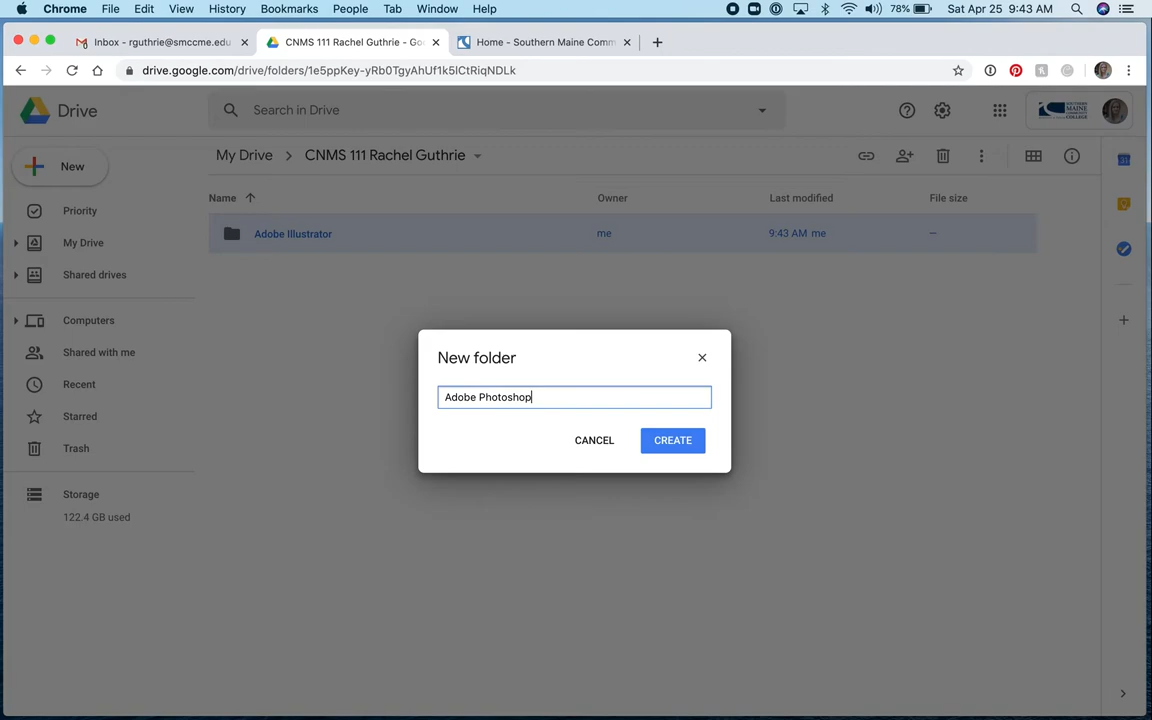 Chrome File Edit View History Bookmarks People Tab Window Help 78% Sat Apr 25 9:43 AM
Inbox - rguthrie@smccme.edu CNMS 111 Rachel Guthrie - Go Home - Southern Maine Comm
drive.google.com/drive/folders/1e5ppKey-yRb0TgyAhUf1k5lCtRiqNDLk
Drive Search in Drive SOUTHERN MAINE COMMUNITY COLLEGE
New My Drive CNMS 111 Rachel Guthrie
Name Owner Last modified File size
Priority
Adobe Illustrator me 9:43 AM me —
My Drive
Shared drives
Computers
Shared with me
Recent
Starred
Trash
Storage
122.4 GB used
New folder
Adobe Photoshop
CANCEL CREATE